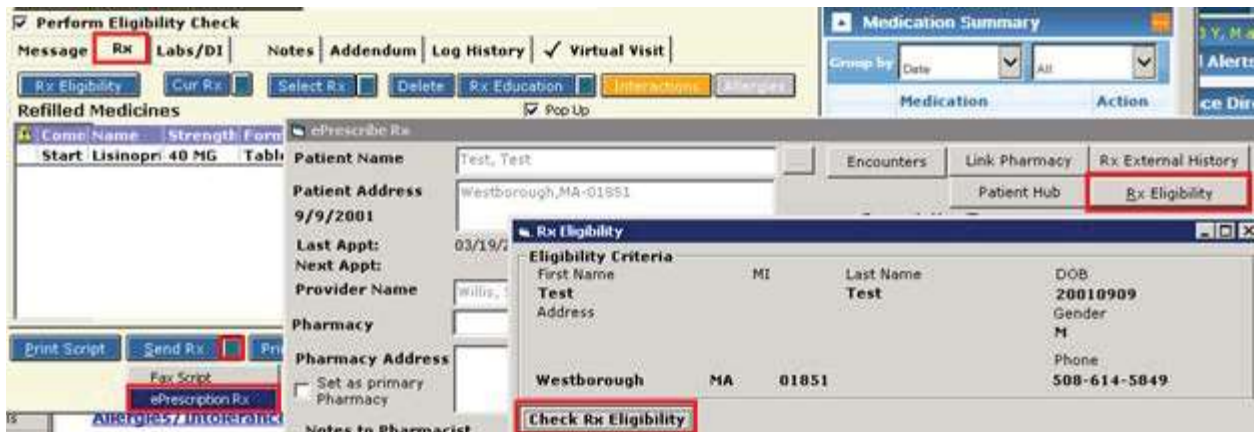 Perform Eligibility Check
Message Rx Labs/DI Notes Addendum Log History ✓ Virtual Visit
Rx Eligibility Cur Rx Select Rx Delete Rx Education Interactions Allergies
Refilled Medicines Pop Up
Come Name Strength Form
Start Lisinopri 40 MG Table
Print Script Send Rx Pri
Fax Script
ePrescription Rx
Allergies/Intolerance
Medication Summary
Group by Date All
Medication Action
Alerts
ce Dir
ePrescribe Rx
Patient Name Test, Test ... Encounters Link Pharmacy Rx External History
Patient Address Westborough,MA-01851 Patient Hub Rx Eligibility
9/9/2001
Last Appt: 03/19/2
Next Appt:
Provider Name Willis,
Pharmacy
Pharmacy Address
Set as primary
Pharmacy
Notes to Pharmacist
Rx Eligibility
Eligibility Criteria
First Name MI Last Name DOB
Test Test 20010909
Address Gender
M
Phone
Westborough MA 01851 508-614-5849
Check Rx Eligibility